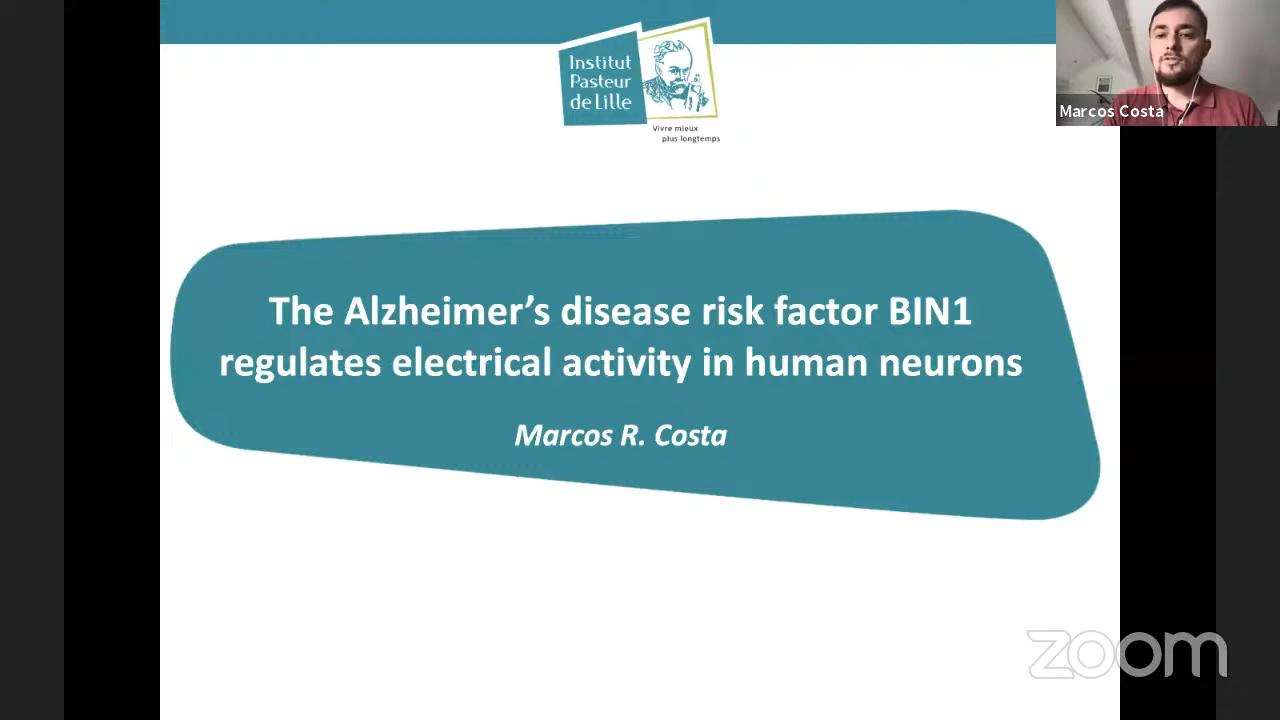 Institut
Pasteur
de Lille
Vivre mieux
plus longtemps
Marcos Costa
The Alzheimer’s disease risk factor BIN1
regulates electrical activity in human neurons
Marcos R. Costa
zoom